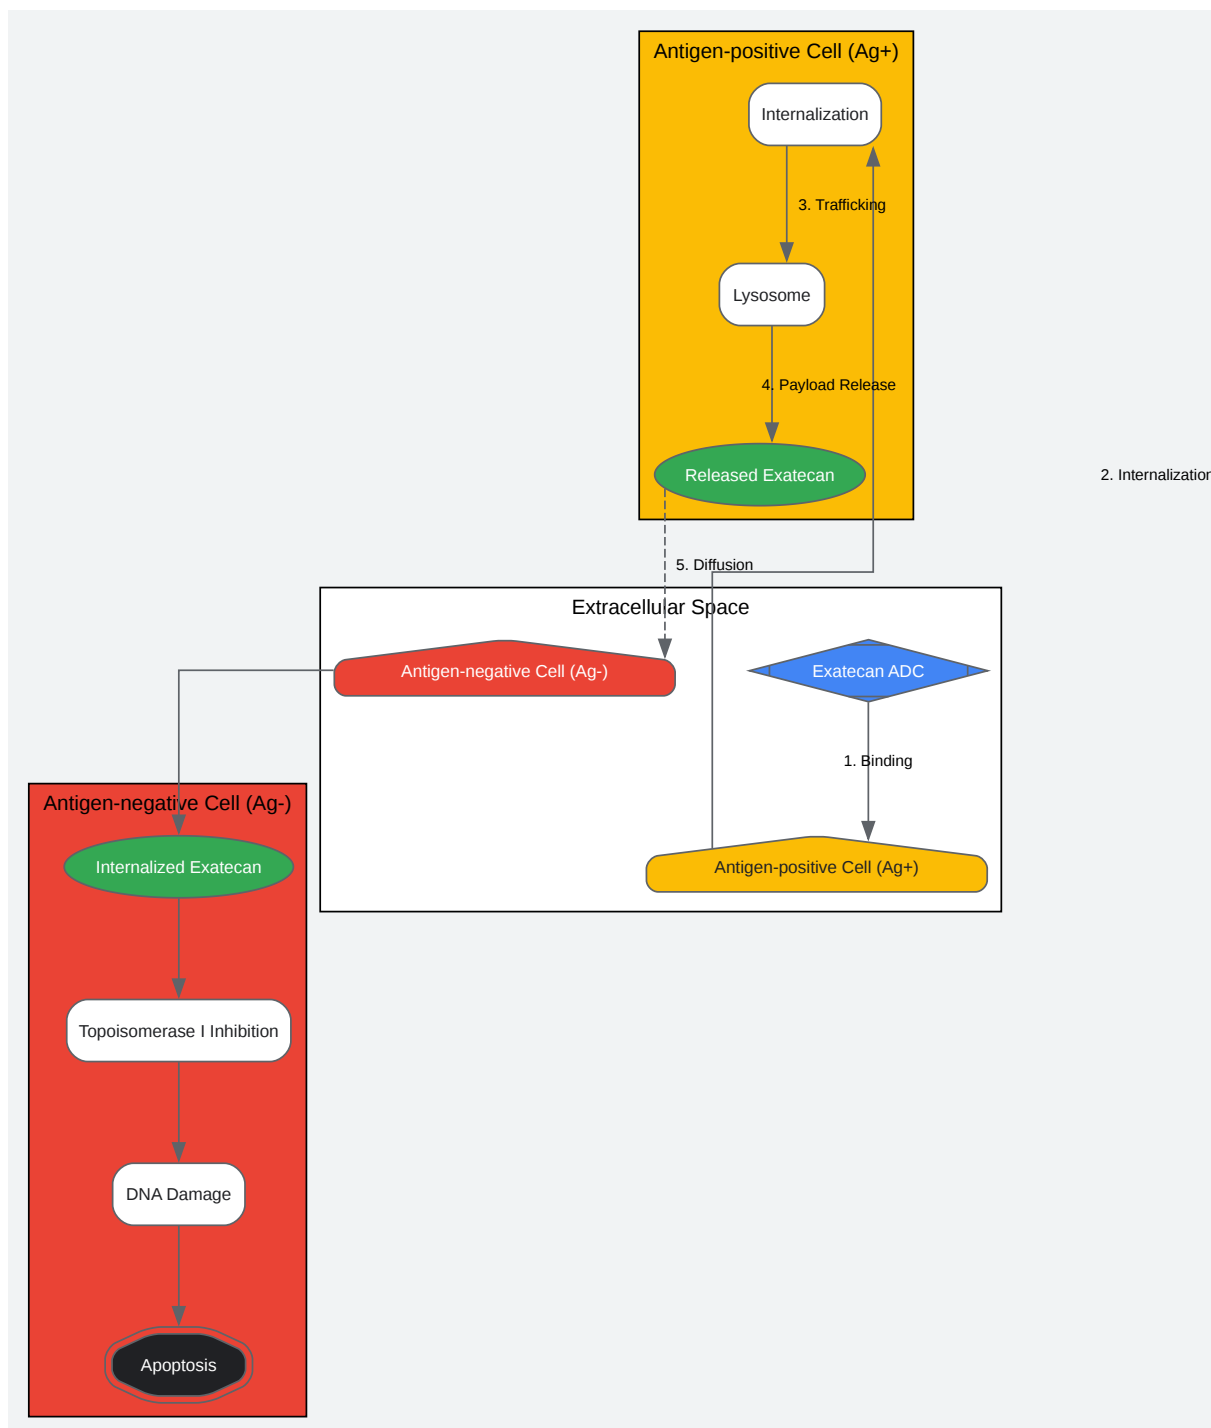 Antigen-positive Cell (Ag+)
Internalization
3. Trafficking
Lysosome
4. Payload Release
Released Exatecan
2. Internalization
5. Diffusion
Extracellular Space
Antigen-negative Cell (Ag-)
Exatecan ADC
1. Binding
Antigen-positive Cell (Ag+)
Antigen-negative Cell (Ag-)
Internalized Exatecan
Topoisomerase I Inhibition
DNA Damage
Apoptosis